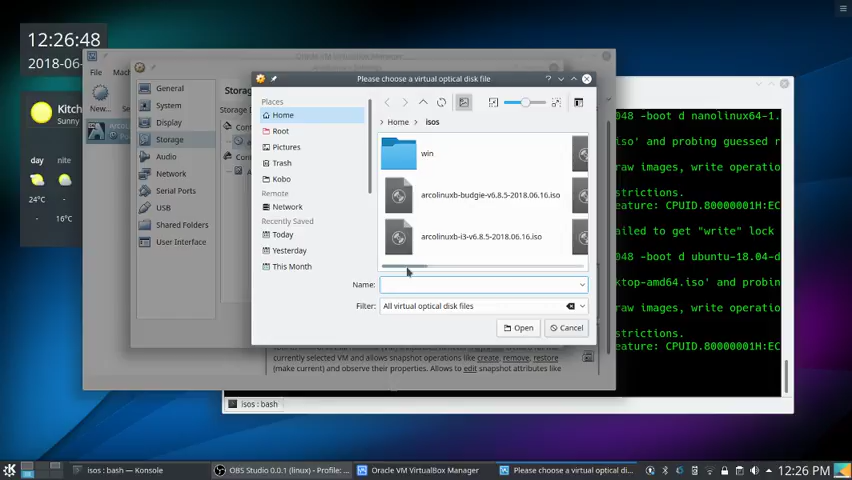 12:26:48
2018-06-
Kitch
Sunny
day
nite
24°C
16°C
Oracle VM VirtualBox Manager
File
Mach
New...
General
System
Display
Storage
Audio
Network
Serial Ports
USB
Shared Folders
User Interface
Storage
Storage D
Please choose a virtual optical disk file
Places
Home
Root
Pictures
Trash
Kobo
Remote
Network
Recently Saved
Today
Yesterday
This Month
Home
isos
win
arcolinuxb-budgie-v6.8.5-2018.06.16.iso
arcolinuxb-i3-v6.8.5-2018.06.16.iso
Name:
Filter:
All virtual optical disk files
Open
Cancel
currently selected VM and allows snapshot operations like create, remove, restore
(make current) and observe their properties. Allows to edit snapshot attributes like
048 -boot d nanolinux64-1.
iso' and probing guessed r
raw images, write operatio
strictions.
eature: CPUID.80000001H:EC
ailed to get "write" lock
-boot d ubuntu-18.04-d
ktop-amd64.iso' and probin
raw images, write operatio
strictions.
eature: CPUID.80000001H:EC
isos : bash
isos : bash — Konsole
OBS Studio 0.0.1 (linux) - Profile: ...
Oracle VM VirtualBox Manager
Please choose a virtual optical di...
12:26 PM